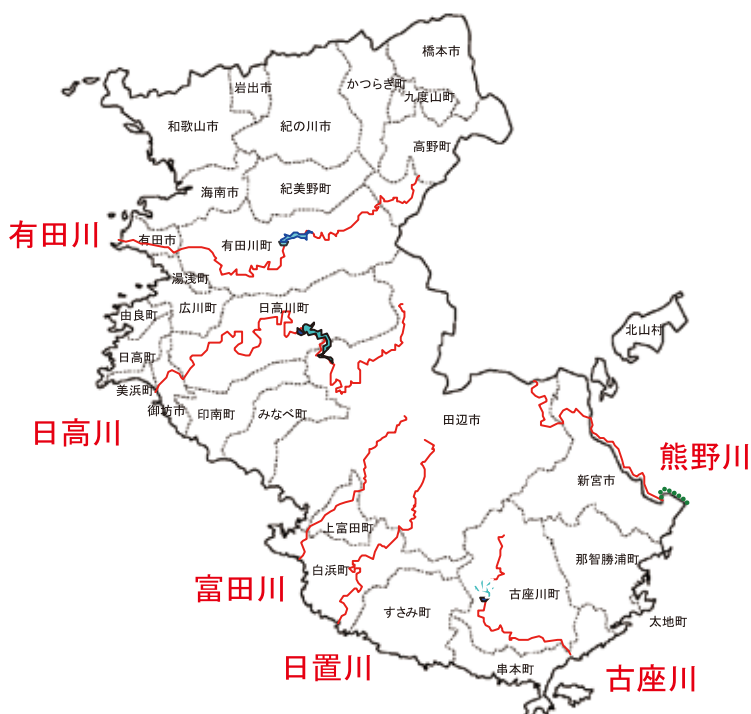 橋本市
かつらぎ町
岩出市
九度山町
和歌山市
紀の川市
高野町
海南市
紀美野町
有田川
有田市
有田川町
湯浅町
広川町
日高川町
由良町
北山村
日高町
美浜町
御坊市
印南町
みなべ町
田辺市
日高川
熊野川
新宮市
上富田町
那智勝浦町
白浜町
富田川
古座川町
すさみ町
太地町
日置川
串本町
古座川